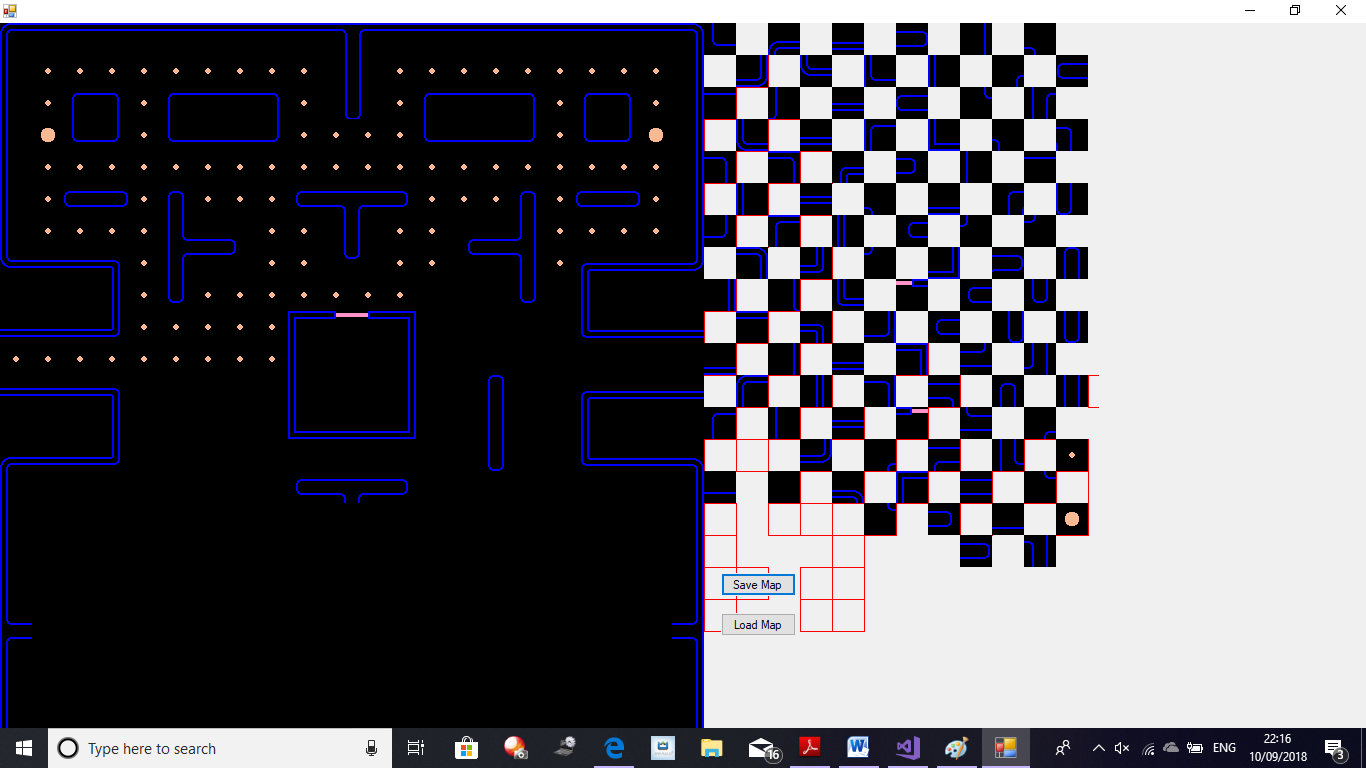 Save Map
Load Map
Type here to search
16
ENG
22:16
10/09/2018
3